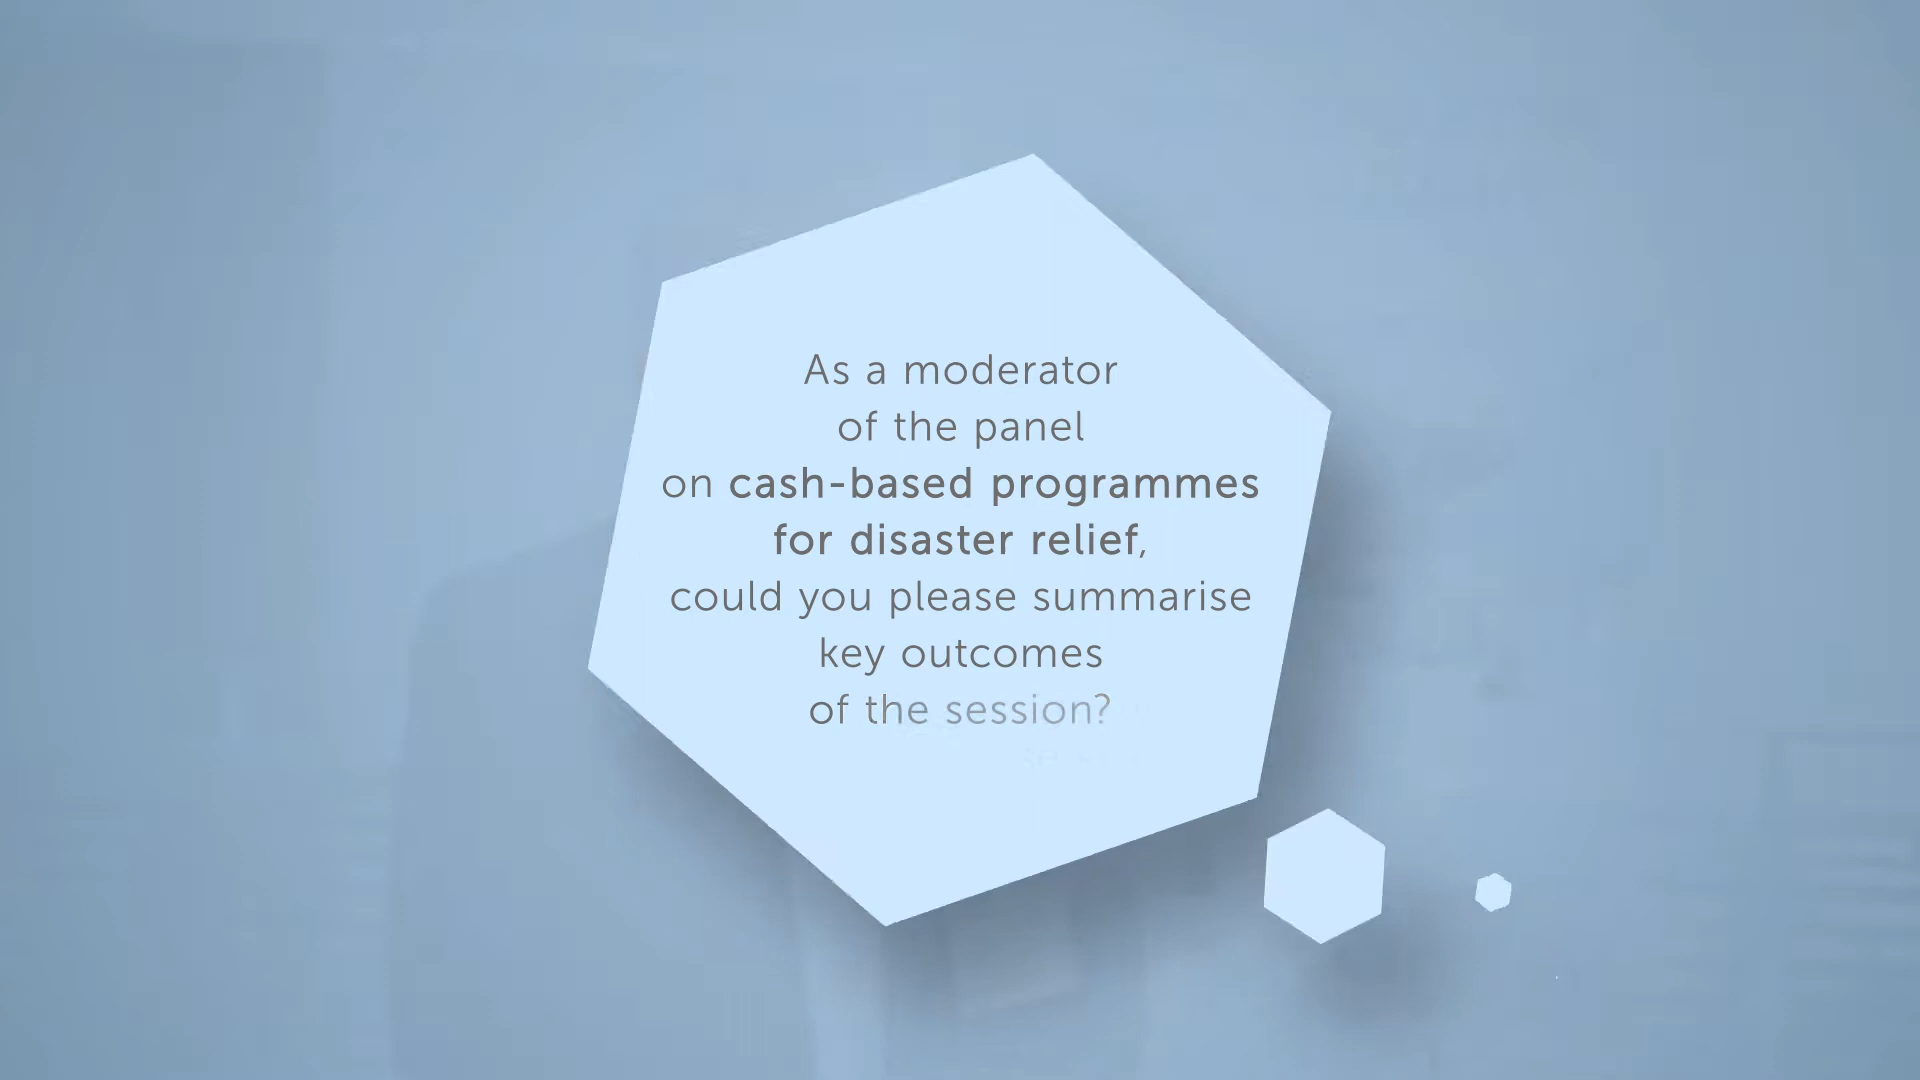 As a moderator
of the panel
on cash-based programmes
for disaster relief,
could you please summarise
key outcomes
of the session?